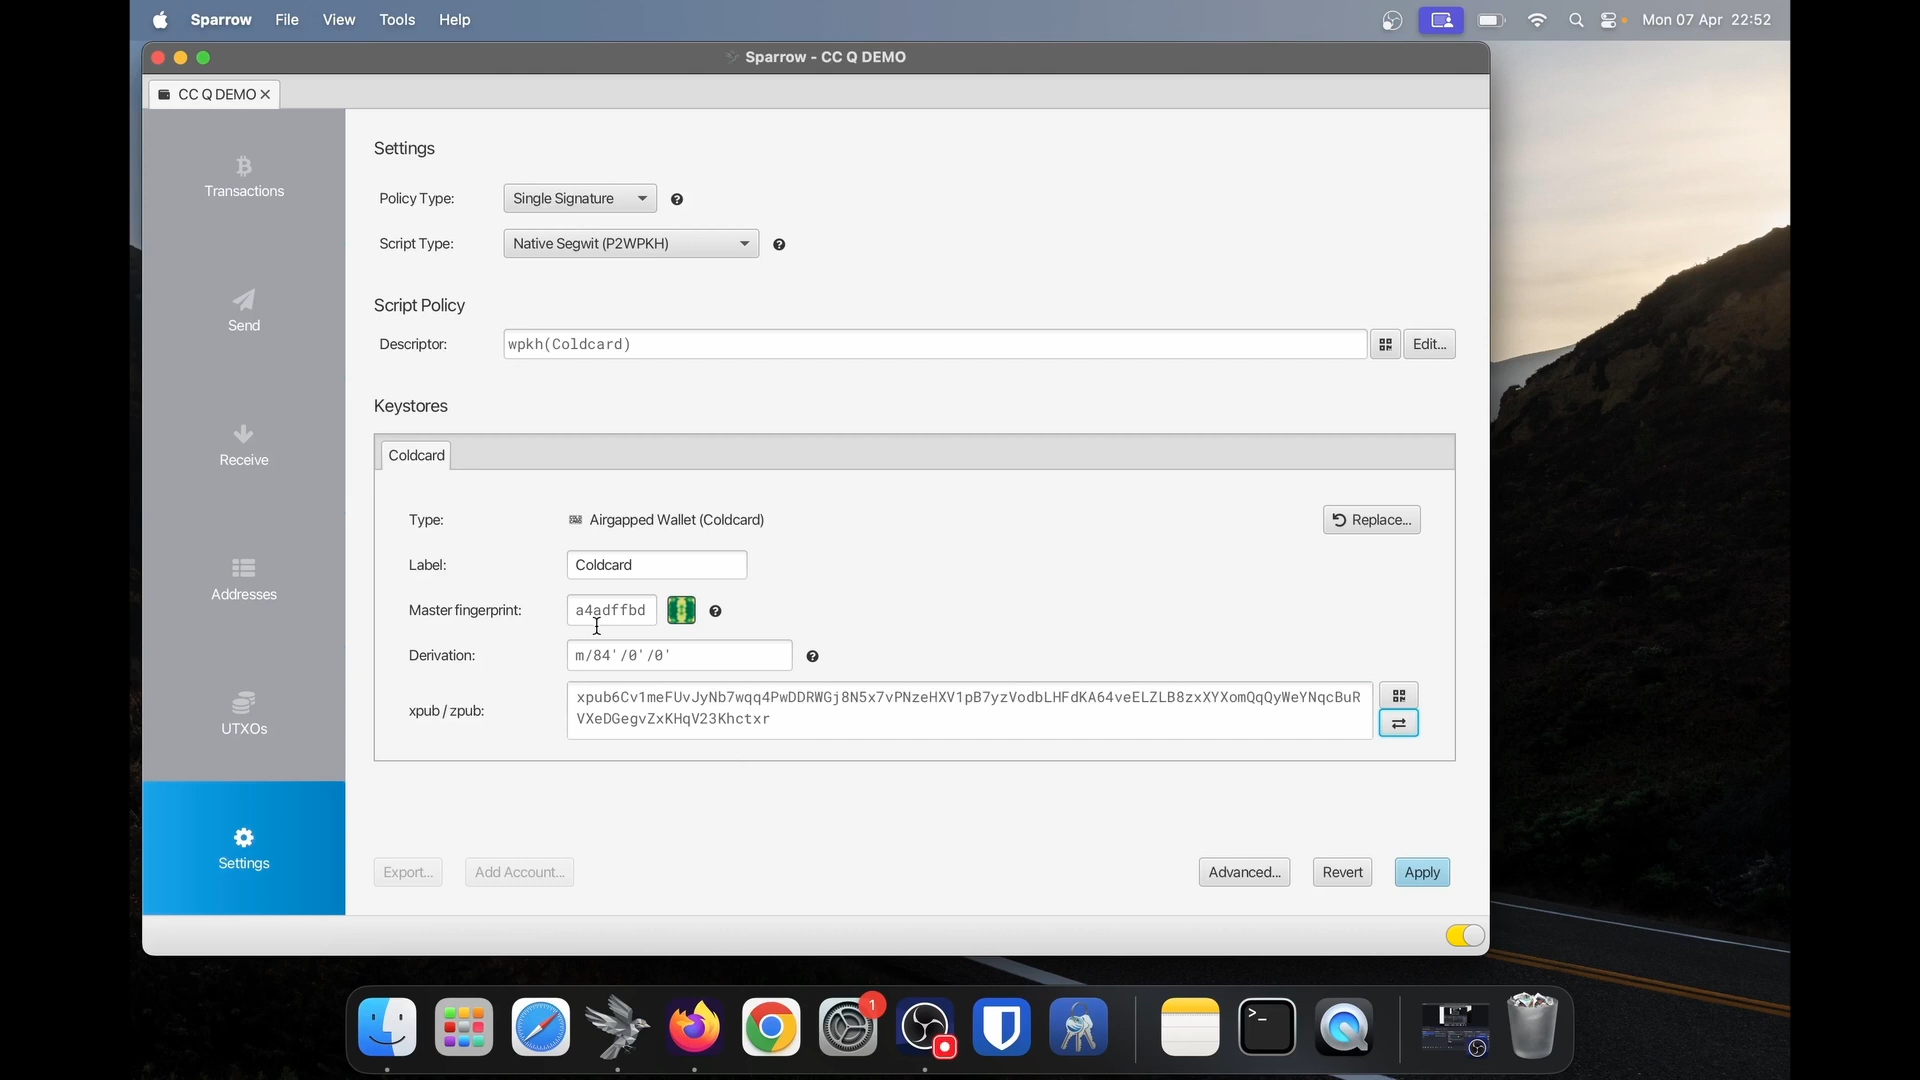 Sparrow File View Tools Help
Mon 07 Apr 22:52
Sparrow - CC Q DEMO
CC Q DEMO
Transactions
Send
Receive
Addresses
UTXOs
Settings
Settings
Policy Type: Single Signature
Script Type: Native Segwit (P2WPKH)
Script Policy
Descriptor: wpkh(Coldcard) Edit...
Keystores
Coldcard
Type: Airgapped Wallet (Coldcard) Replace...
Label: Coldcard
Master fingerprint: a4adffbd
Derivation: m/84'/0'/0'
xpub / zpub:
xpub6Cv1meFUvJyNb7wqq4PwDDRWGj8N5x7vPNzeHXV1pB7yzVodbLHFdKA64veELZLB8zxXYXomQqQyWeYNqcBuR
VXeDGegvZxKHqV23Khctxr
Export... Add Account... Advanced... Revert Apply
1
>_